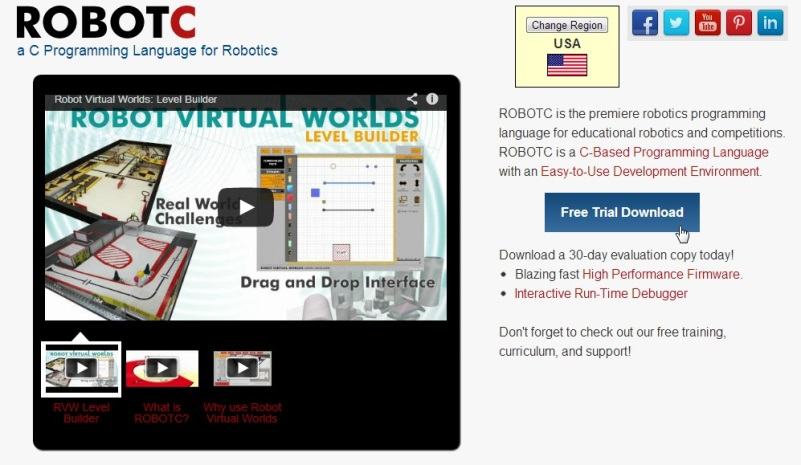 ROBOTC
a C Programming Language for Robotics
Change Region
USA
Robot Virtual Worlds: Level Builder
ROBOT VIRTUAL WORLDS
LEVEL BUILDER
Real World
Challenges
Drag and Drop Interface
RVW Level
Builder
What is
ROBOTC?
Why use Robot
Virtual Worlds
You
Tube
ROBOTC is the premiere robotics programming
language for educational robotics and competitions.
ROBOTC is a C-Based Programming Language
with an Easy-to-Use Development Environment.
Free Trial Download
Download a 30-day evaluation copy today!
• Blazing fast High Performance Firmware.
• Interactive Run-Time Debugger
Don't forget to check out our free training,
curriculum, and support!